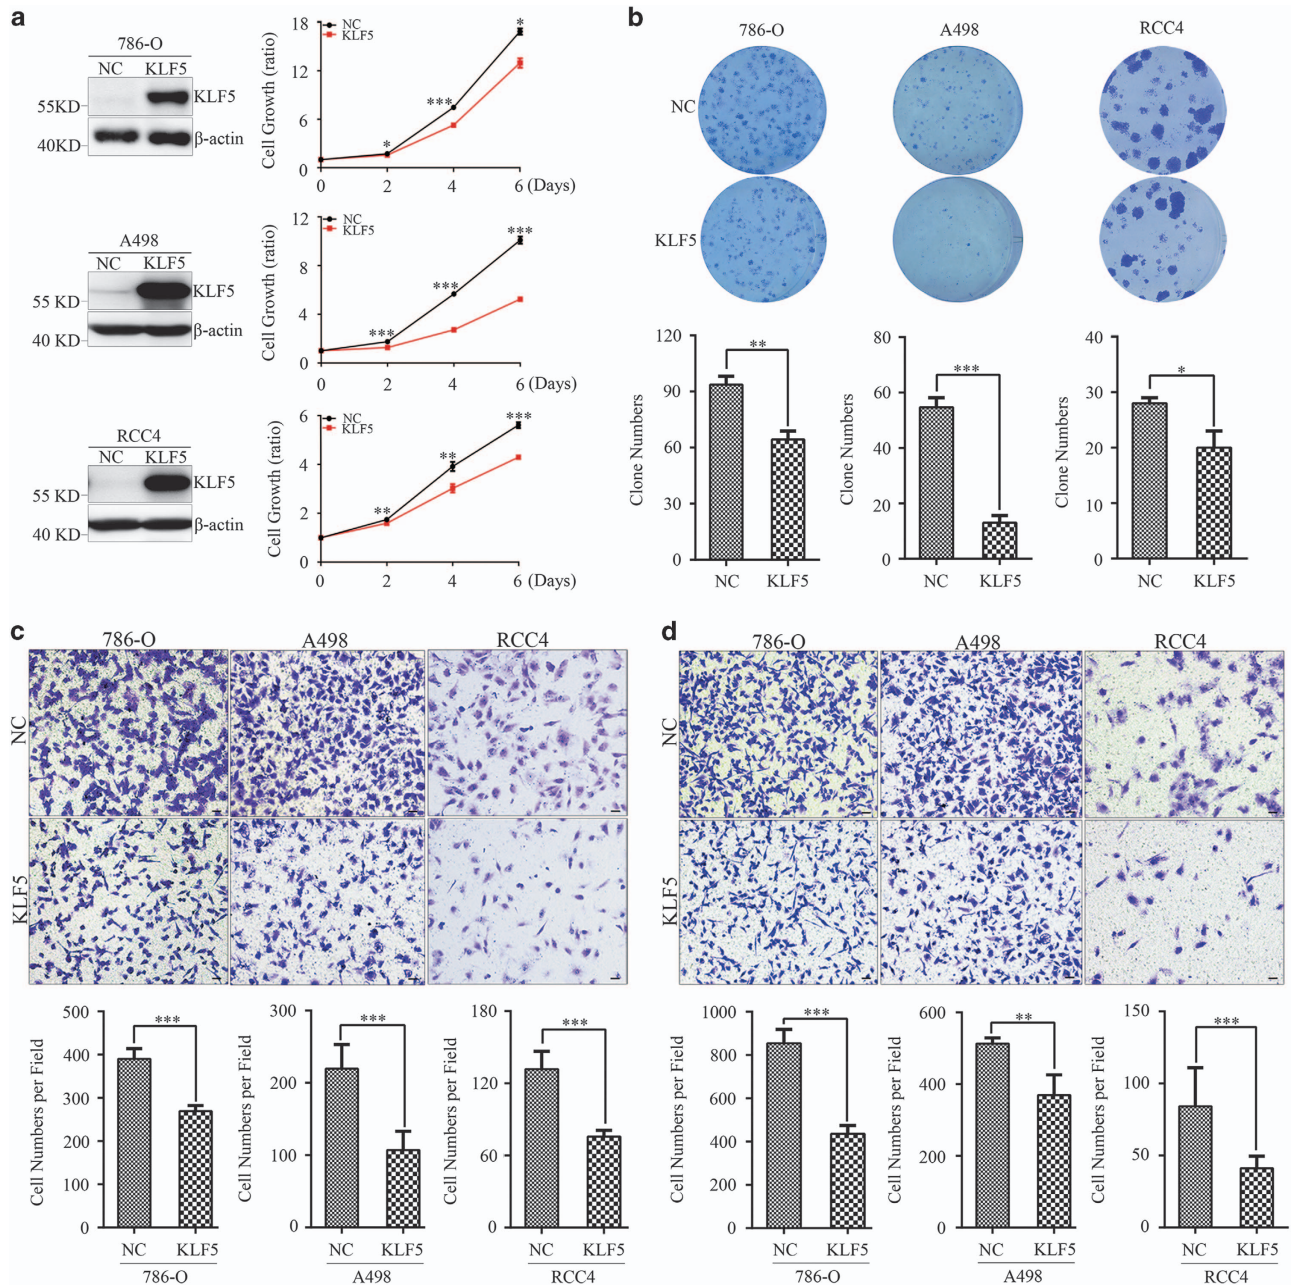 a
786-O
NC KLF5
KLF5
55KD
β-actin
40KD
Cell Growth (ratio)
18
12
6
0
NC
KLF5
* *** *
0 2 4 6 (Days)
A498
NC KLF5
KLF5
55 KD
β-actin
40 KD
Cell Growth (ratio)
12
8
4
0
NC
KLF5
*** *** ***
0 2 4 6 (Days)
RCC4
NC KLF5
KLF5
55 KD
β-actin
40 KD
Cell Growth (ratio)
6
4
2
0
NC
KLF5
** ** ***
0 2 4 6 (Days)
b
786-O A498 RCC4
NC
KLF5
Clone Numbers
120
90
60
30
0
**
NC KLF5
Clone Numbers
80
60
40
20
0
***
NC KLF5
Clone Numbers
40
30
20
10
0
*
NC KLF5
c
786-O A498 RCC4
NC
KLF5
Cell Numbers per Field
500
400
300
200
100
0
***
NC KLF5
786-O
Cell Numbers per Field
300
200
100
0
***
NC KLF5
A498
Cell Numbers per Field
180
120
60
0
***
NC KLF5
RCC4
d
786-O A498 RCC4
NC
KLF5
Cell Numbers per Field
1000
800
600
400
200
0
***
NC KLF5
786-O
Cell Numbers per Field
600
400
200
0
**
NC KLF5
A498
Cell Numbers per Field
150
100
50
0
***
NC KLF5
RCC4